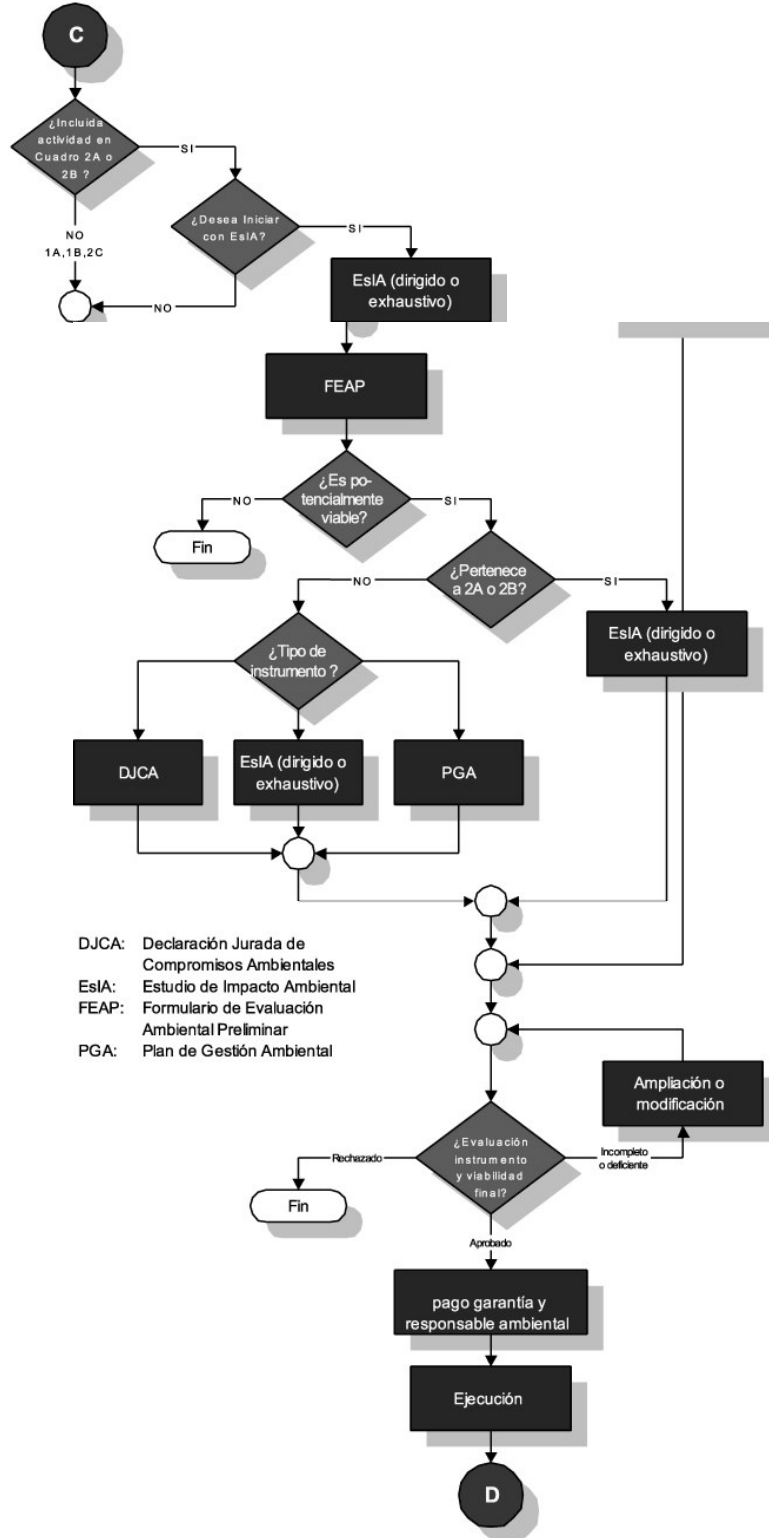 C
¿Incluida
actividad en
Cuadro 2A o
2B ?
SI
NO
1A,1B,2C
¿Desea Iniciar
con EsIA?
SI
NO
EsIA (dirigido o
exhaustivo)
FEAP
¿Es po-
tencialmente
viable?
NO
SI
Fin
¿Pertenece
a 2A o 2B?
NO
SI
EsIA (dirigido o
exhaustivo)
¿Tipo de
instrumento ?
DJCA
EsIA (dirigido o
exhaustivo)
PGA
DJCA: Declaración Jurada de
Compromisos Ambientales
EsIA: Estudio de Impacto Ambiental
FEAP: Formulario de Evaluación
Ambiental Preliminar
PGA: Plan de Gestión Ambiental
Ampliación o
modificación
¿Evaluación
instrumento
y viabilidad
final?
Rechazado
Incompleto
o deficiente
Fin
Aprobado
pago garantía y
responsable ambiental
Ejecución
D